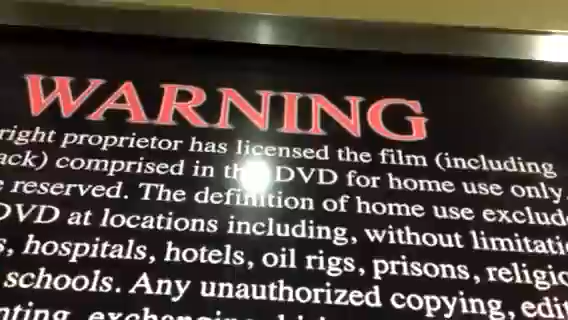 WARNING
right proprietor has licensed the film (including
ack) comprised in the DVD for home use only
reserved. The definition of home use exclud
DVD at locations including, without limitati
s, hospitals, hotels, oil rigs, prisons, religio
schools. Any unauthorized copying, edit